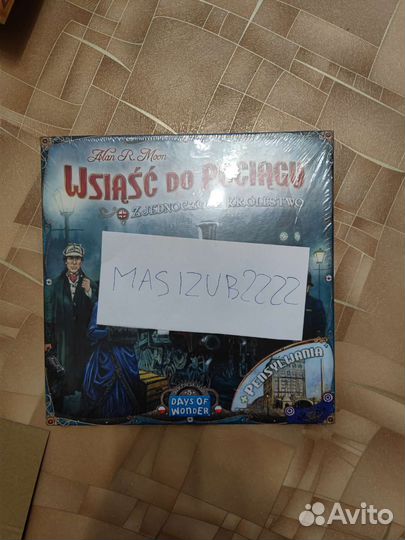 Alan R. Moon
WSIĄŚĆ DO POCIĄGU
ZJEDNOCZONE KRÓLESTWO
MASIZUB2222
+ PENSYLWANIA
DAYS OF
WONDER
Avito